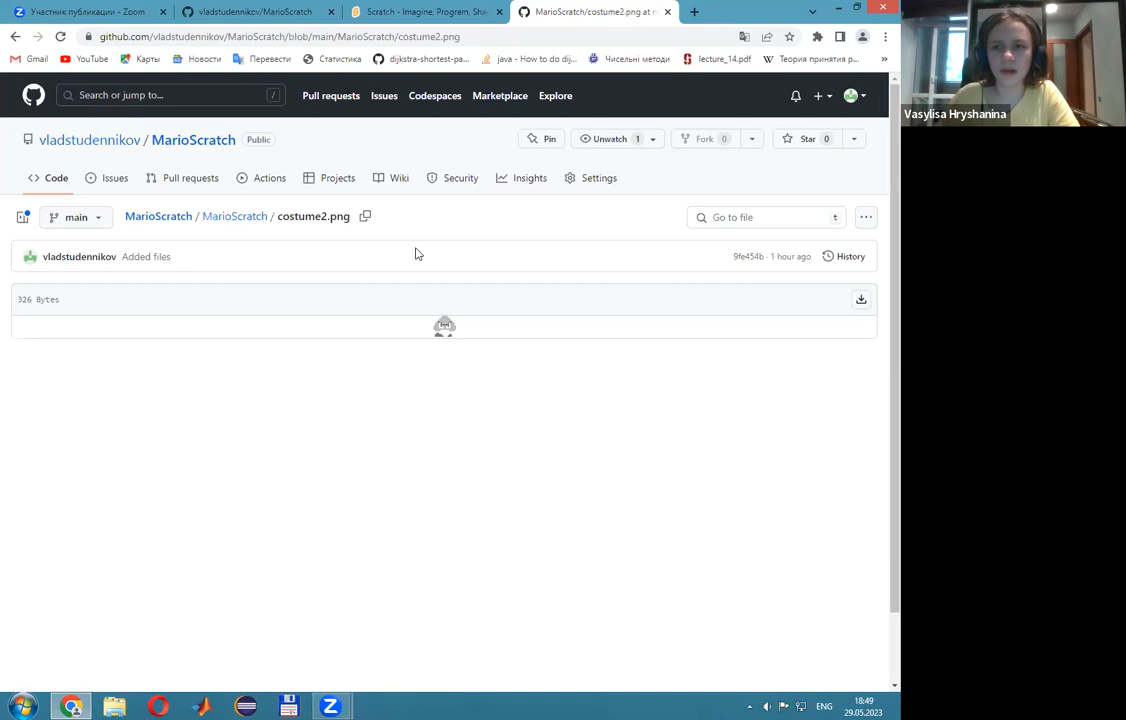 Участник публикации - Zoom
vladstudennikov/MarioScratch
Scratch - Imagine, Program, Sha
MarioScratch/costume2.png at m
github.com/vladstudennikov/MarioScratch/blob/main/MarioScratch/costume2.png
Gmail
YouTube
Карты
Новости
Перевести
Статистика
dijkstra-shortest-pa...
java - How to do dij...
Чисельні методи
lecture_14.pdf
Теория принятия р...
»
Search or jump to...
/
Pull requests
Issues
Codespaces
Marketplace
Explore
vladstudennikov / MarioScratch
Public
Pin
Unwatch 1
Fork 0
Star 0
Code
Issues
Pull requests
Actions
Projects
Wiki
Security
Insights
Settings
main
MarioScratch / MarioScratch / costume2.png
Go to file
t
vladstudennikov Added files
9fe454b · 1 hour ago
History
326 Bytes
Vasylisa Hryshanina
ENG
18:49
29.05.2023